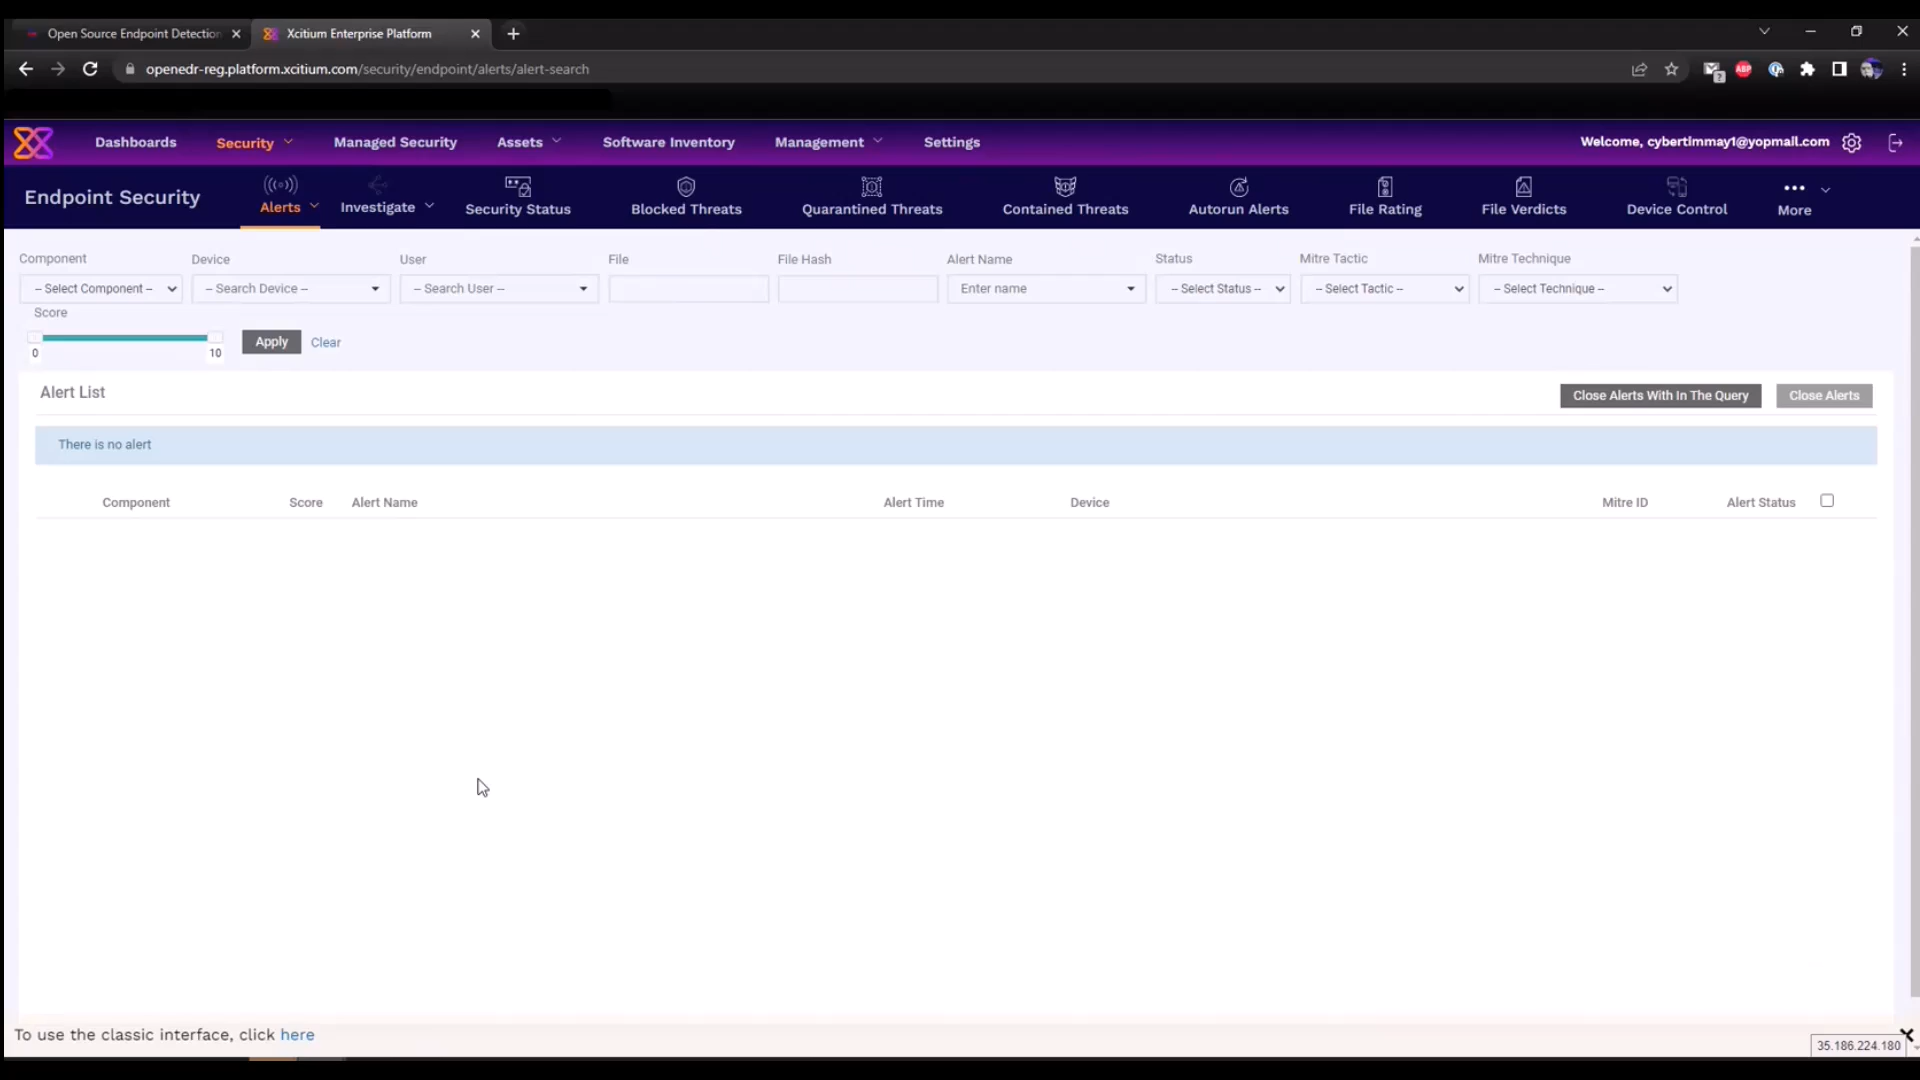 Open Source Endpoint Detection
Xcitium Enterprise Platform
openedr-reg.platform.xcitium.com/security/endpoint/alerts/alert-search
ABP
Dashboards Security Managed Security Assets Software Inventory Management Settings Welcome, cybertimmay1@yopmail.com
Endpoint Security Alerts Investigate Security Status Blocked Threats Quarantined Threats Contained Threats Autorun Alerts File Rating File Verdicts Device Control More
Component Device User File File Hash Alert Name Status Mitre Tactic Mitre Technique
-- Select Component -- -- Search Device -- -- Search User -- Enter name -- Select Status -- -- Select Tactic -- -- Select Technique --
Score
0 10 Apply Clear
Alert List Close Alerts With In The Query Close Alerts
There is no alert
Component Score Alert Name Alert Time Device Mitre ID Alert Status
To use the classic interface, click here
35.186.224.180